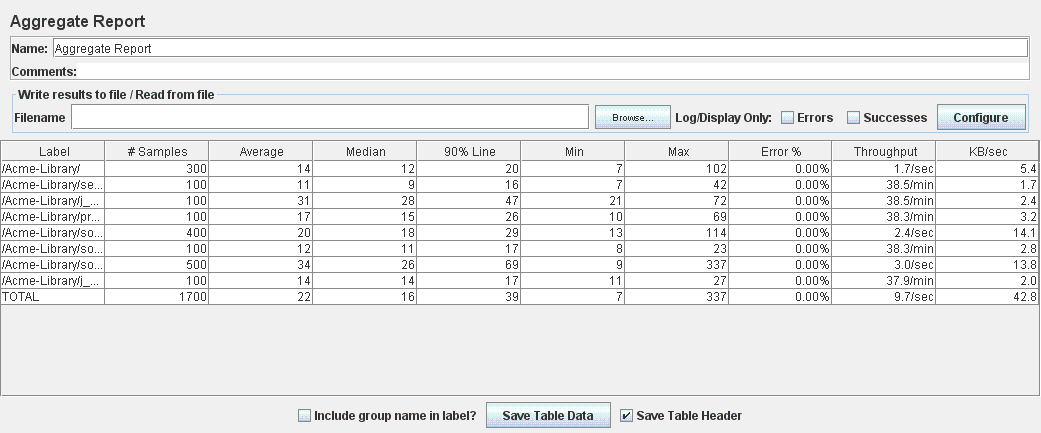 Aggregate Report
Name: Aggregate Report
Comments:
Write results to file / Read from file
Filename Browse... Log/Display Only: Errors Successes Configure
Label # Samples Average Median 90% Line Min Max Error % Throughput KB/sec
/Acme-Library/ 300 14 12 20 7 102 0.00% 1.7/sec 5.4
/Acme-Library/se... 100 11 9 16 7 42 0.00% 38.5/min 1.7
/Acme-Library/j_... 100 31 28 47 21 72 0.00% 38.5/min 2.4
/Acme-Library/pr... 100 17 15 26 10 69 0.00% 38.3/min 3.2
/Acme-Library/so... 400 20 18 29 13 114 0.00% 2.4/sec 14.1
/Acme-Library/so... 100 12 11 17 8 23 0.00% 38.3/min 2.8
/Acme-Library/so... 500 34 26 69 9 337 0.00% 3.0/sec 13.8
/Acme-Library/j_... 100 14 14 17 11 27 0.00% 37.9/min 2.0
TOTAL 1700 22 16 39 7 337 0.00% 9.7/sec 42.8
Include group name in label? Save Table Data Save Table Header